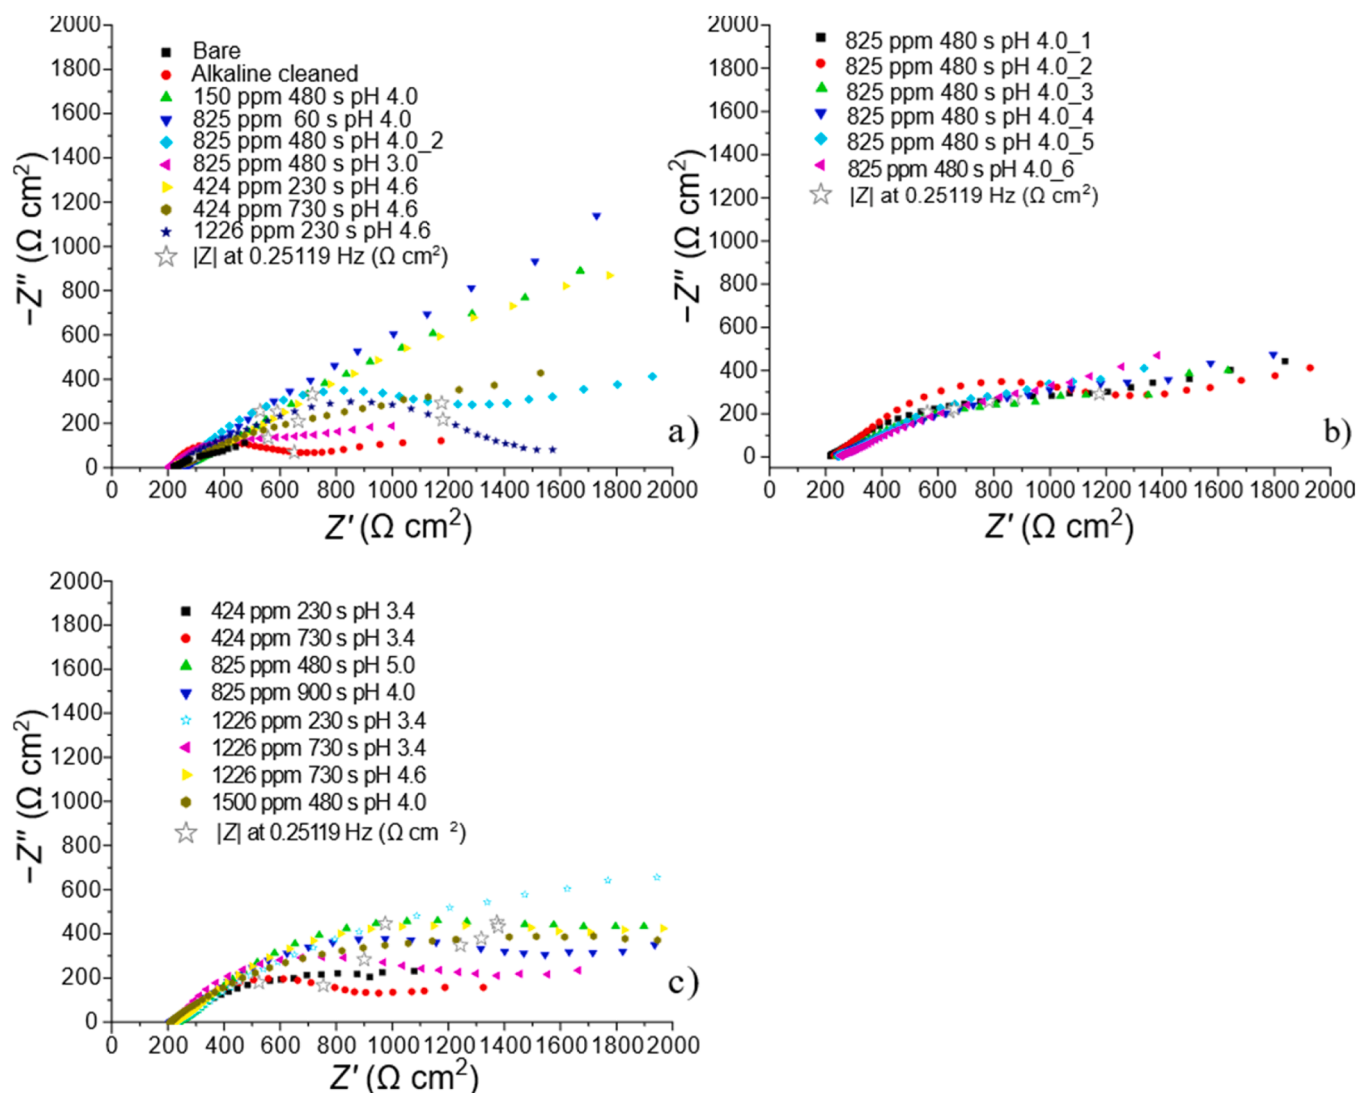 2000
1800
1600
1400
1200
1000
800
600
400
200
0
−Z″ (Ω cm²)
Bare
Alkaline cleaned
150 ppm 480 s pH 4.0
825 ppm 60 s pH 4.0
825 ppm 480 s pH 4.0_2
825 ppm 480 s pH 3.0
424 ppm 230 s pH 4.6
424 ppm 730 s pH 4.6
1226 ppm 230 s pH 4.6
|Z| at 0.25119 Hz (Ω cm²)
a)
0 200 400 600 800 1000 1200 1400 1600 1800 2000
Z′ (Ω cm²)
2000
1800
1600
1400
1200
1000
800
600
400
200
0
−Z″ (Ω cm²)
825 ppm 480 s pH 4.0_1
825 ppm 480 s pH 4.0_2
825 ppm 480 s pH 4.0_3
825 ppm 480 s pH 4.0_4
825 ppm 480 s pH 4.0_5
825 ppm 480 s pH 4.0_6
|Z| at 0.25119 Hz (Ω cm²)
b)
0 200 400 600 800 1000 1200 1400 1600 1800 2000
Z′ (Ω cm²)
2000
1800
1600
1400
1200
1000
800
600
400
200
0
−Z″ (Ω cm²)
424 ppm 230 s pH 3.4
424 ppm 730 s pH 3.4
825 ppm 480 s pH 5.0
825 ppm 900 s pH 4.0
1226 ppm 230 s pH 3.4
1226 ppm 730 s pH 3.4
1226 ppm 730 s pH 4.6
1500 ppm 480 s pH 4.0
|Z| at 0.25119 Hz (Ω cm ²)
c)
0 200 400 600 800 1000 1200 1400 1600 1800 2000
Z′ (Ω cm²)